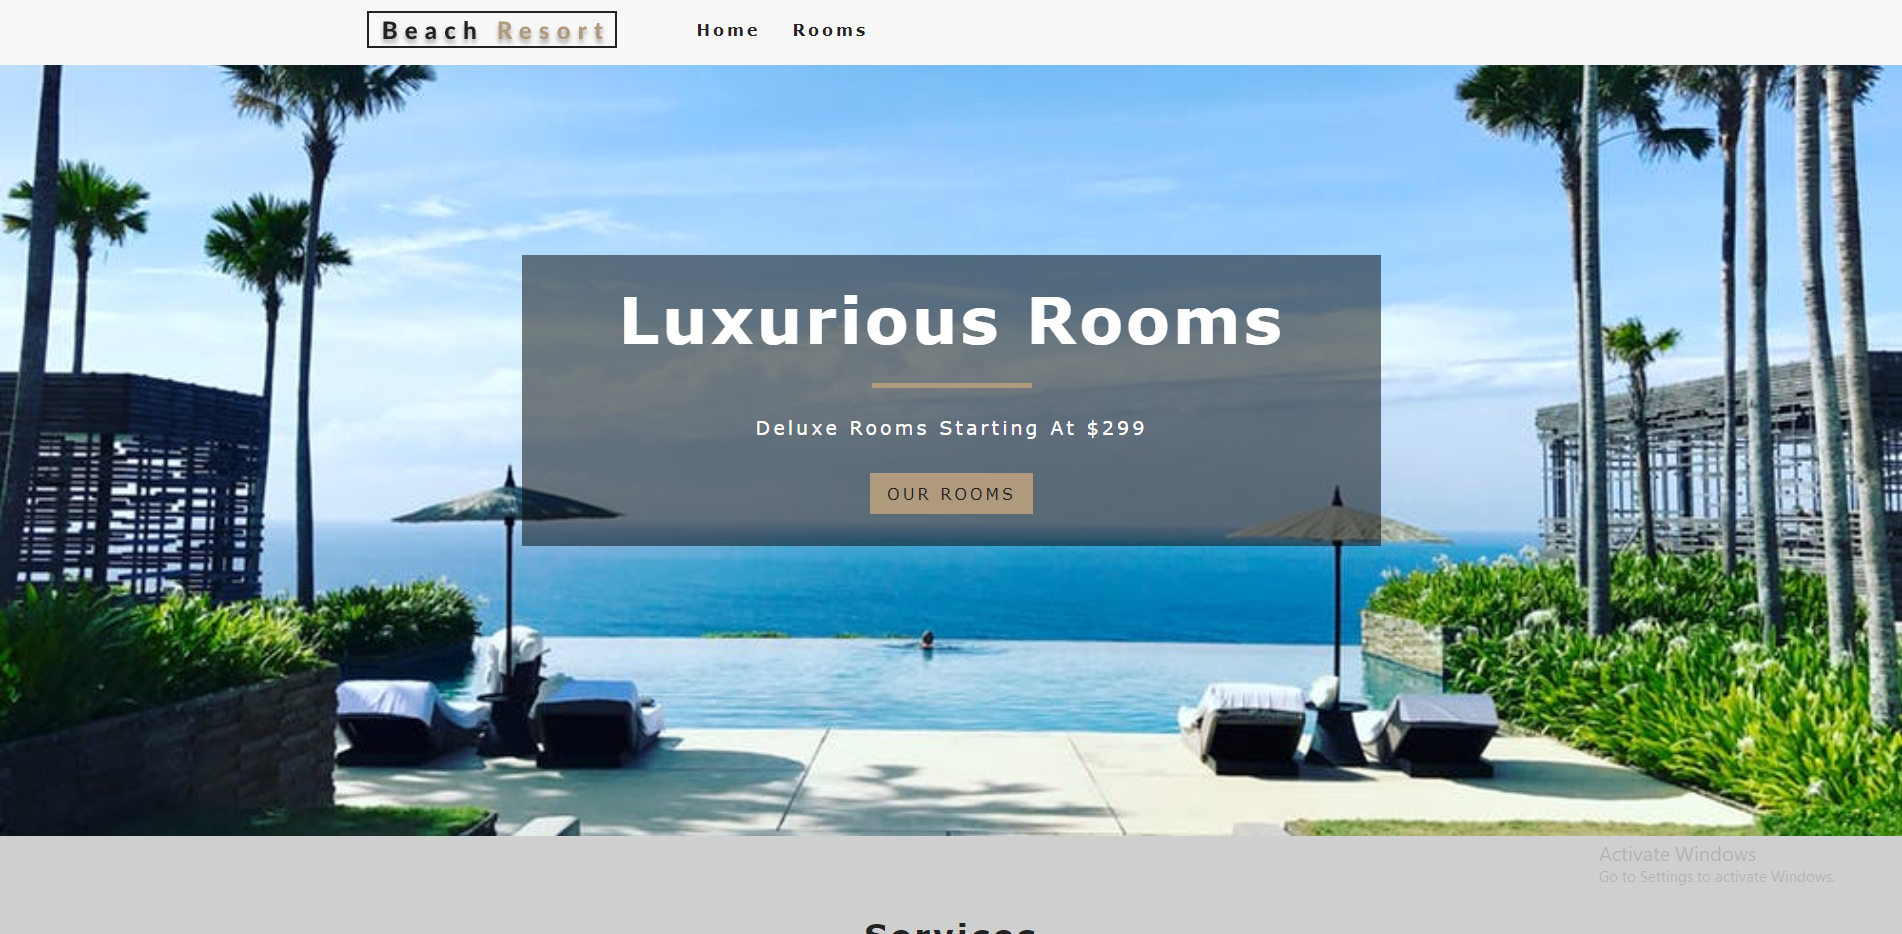 Beach Resort
Home
Rooms
Luxurious Rooms
Deluxe Rooms Starting At $299
OUR ROOMS
Activate Windows
Go to Settings to activate Windows.
Services